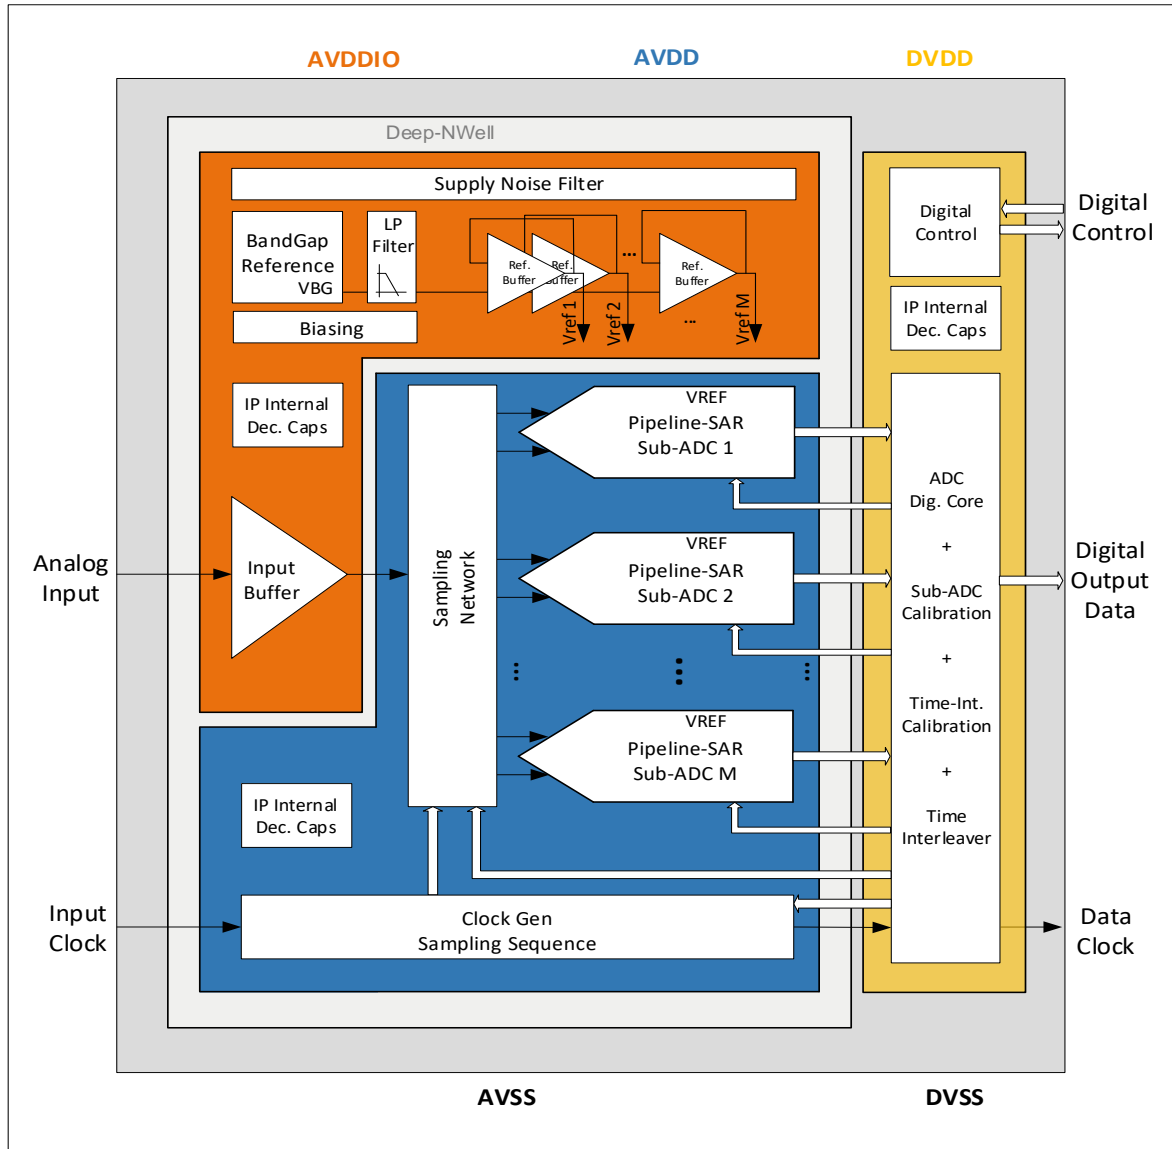 AVDDIO
AVDD
DVDD
Deep-NWell
Supply Noise Filter
BandGap
Reference
VBG
LP
Filter
Ref.
Buffer
Ref.
Buffer
...
Ref.
Buffer
Vref 1
Vref 2
...
Vref M
Biasing
IP Internal
Dec. Caps
Digital
Control
Digital
Control
IP Internal
Dec. Caps
Analog
Input
Input
Buffer
Sampling
Network
VREF
Pipeline-SAR
Sub-ADC 1
VREF
Pipeline-SAR
Sub-ADC 2
...
...
...
VREF
Pipeline-SAR
Sub-ADC M
ADC
Dig. Core
+
Sub-ADC
Calibration
+
Time-Int.
Calibration
+
Time
Interleaver
Digital
Output
Data
IP Internal
Dec. Caps
Input
Clock
Clock Gen
Sampling Sequence
Data
Clock
AVSS
DVSS